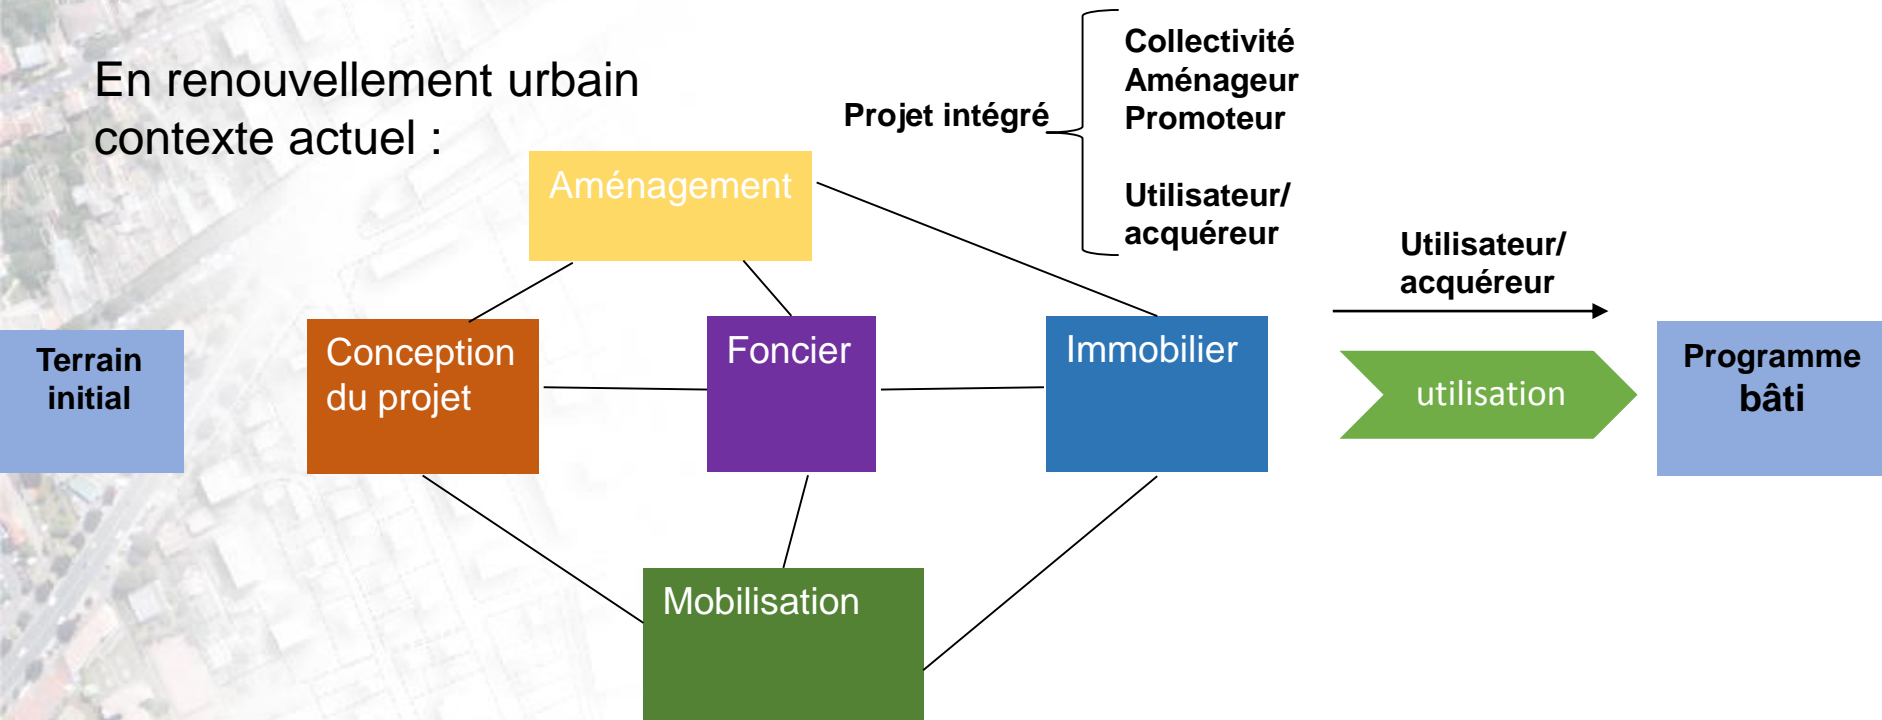 En renouvellement urbain
contexte actuel :
Projet intégré
Collectivité
Aménageur
Promoteur
Utilisateur/
acquéreur
Aménagement
Utilisateur/
acquéreur
Terrain
initial
Conception
du projet
Foncier
Immobilier
utilisation
Programme
bâti
Mobilisation